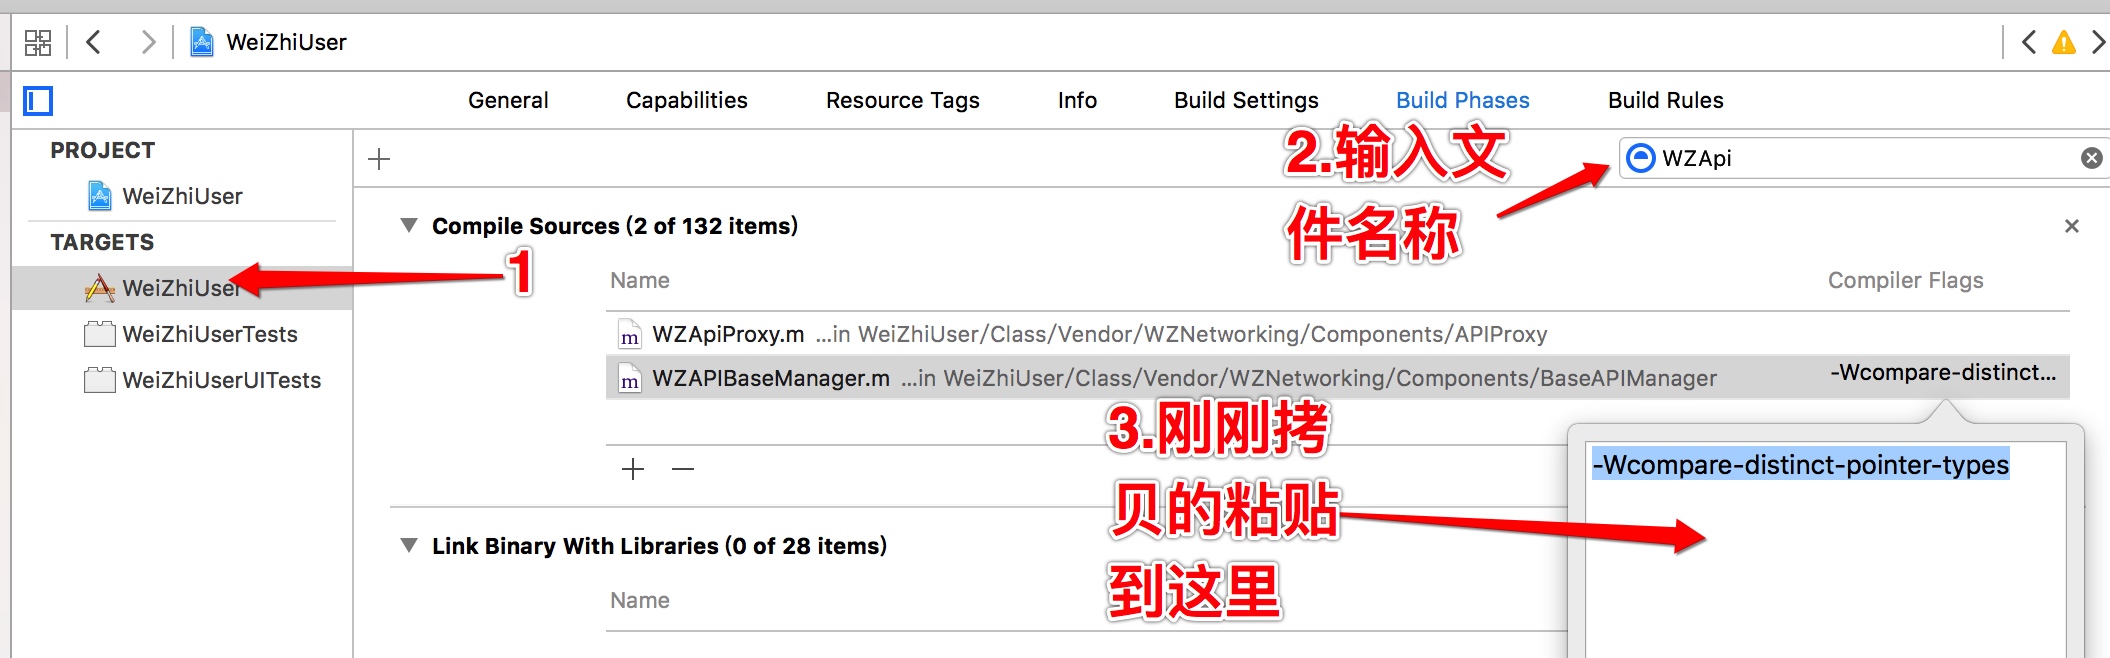 WeiZhiUser
General
Capabilities
Resource Tags
Info
Build Settings
Build Phases
Build Rules
PROJECT
WeiZhiUser
TARGETS
WeiZhiUser
WeiZhiUserTests
WeiZhiUserUITests
1
2.输入文
件名称
WZApi
Compile Sources (2 of 132 items)
Name
Compiler Flags
WZApiProxy.m ...in WeiZhiUser/Class/Vendor/WZNetworking/Components/APIProxy
WZAPIBaseManager.m ...in WeiZhiUser/Class/Vendor/WZNetworking/Components/BaseAPIManager
-Wcompare-distinct...
3.刚刚拷
贝的粘贴
到这里
-Wcompare-distinct-pointer-types
Link Binary With Libraries (0 of 28 items)
Name